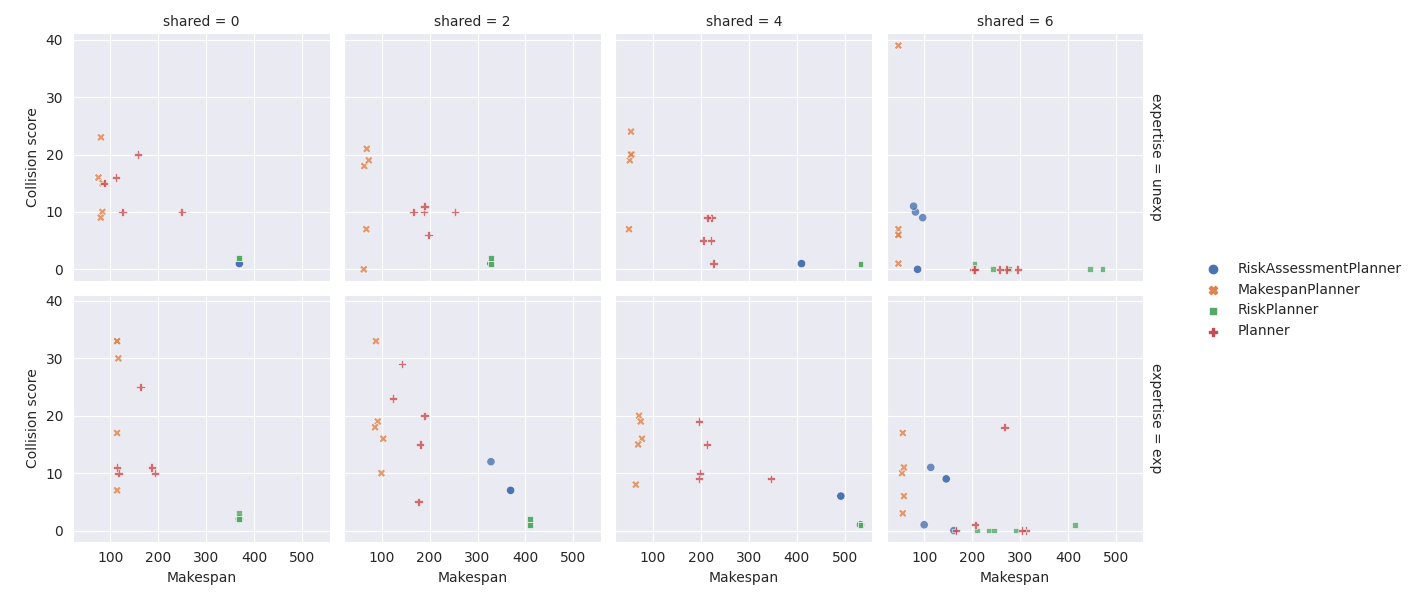 shared = 0
shared = 2
shared = 4
shared = 6
40
30
20
10
0
Collision score
expertise = unexp
40
30
20
10
0
Collision score
expertise = exp
100 200 300 400 500
100 200 300 400 500
100 200 300 400 500
100 200 300 400 500
Makespan
Makespan
Makespan
Makespan
RiskAssessmentPlanner
MakespanPlanner
RiskPlanner
Planner